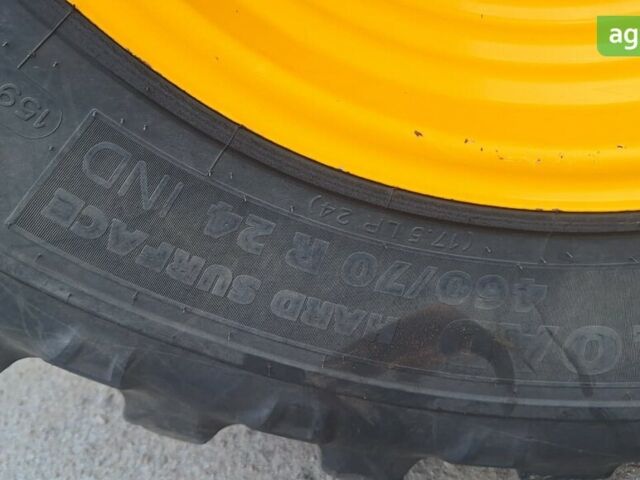 ag
460/70 R 24 IND
(17.5 LP 24)
HARD SURFACE
159